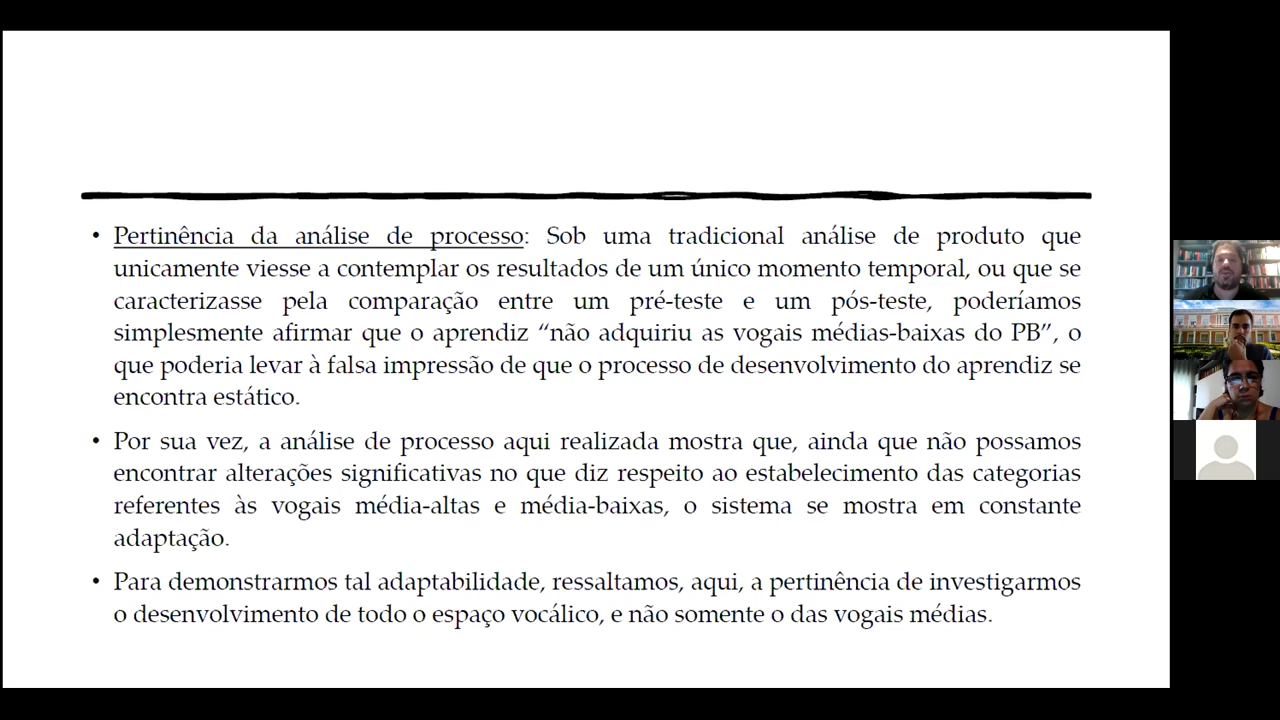 • Pertinência da análise de processo: Sob uma tradicional análise de produto que
unicamente viesse a contemplar os resultados de um único momento temporal, ou que se
caracterizasse pela comparação entre um pré-teste e um pós-teste, poderíamos
simplesmente afirmar que o aprendiz “não adquiriu as vogais médias-baixas do PB”, o
que poderia levar à falsa impressão de que o processo de desenvolvimento do aprendiz se
encontra estático.
• Por sua vez, a análise de processo aqui realizada mostra que, ainda que não possamos
encontrar alterações significativas no que diz respeito ao estabelecimento das categorias
referentes às vogais média-altas e média-baixas, o sistema se mostra em constante
adaptação.
• Para demonstrarmos tal adaptabilidade, ressaltamos, aqui, a pertinência de investigarmos
o desenvolvimento de todo o espaço vocálico, e não somente o das vogais médias.